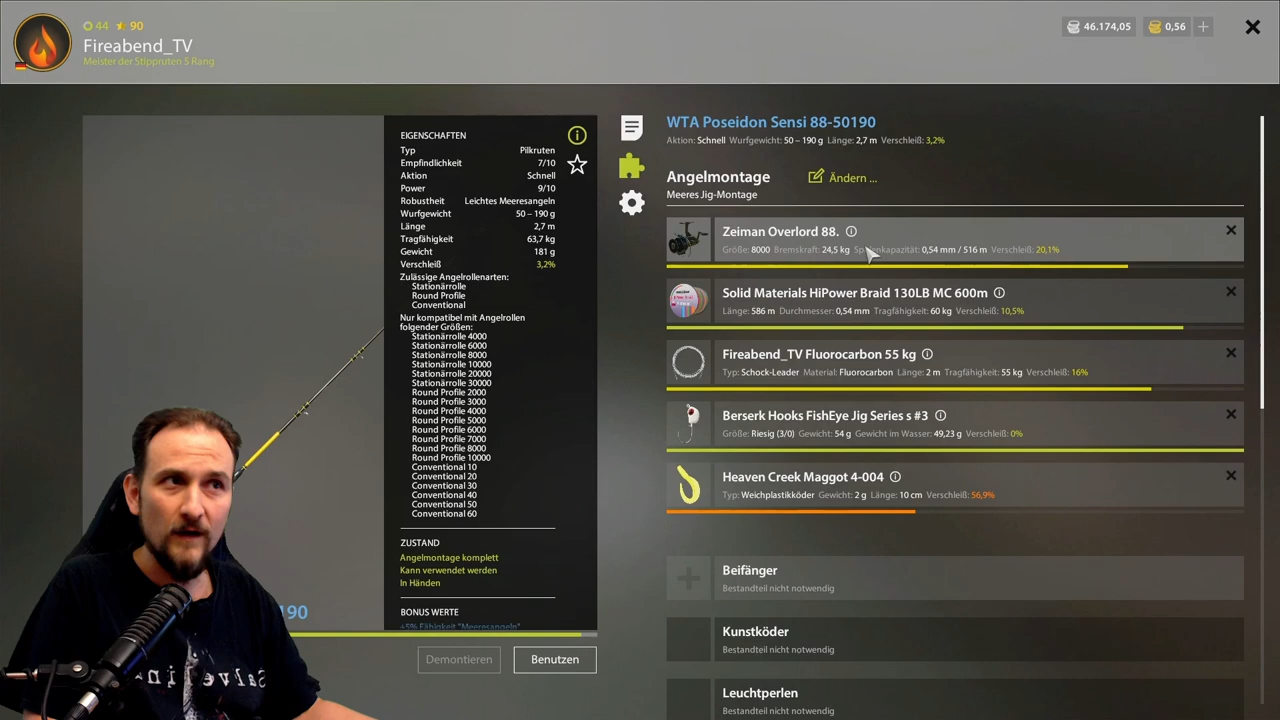 44 90
Fireabend_TV
Meister der Stippruten 5 Rang
46.174,05
0,56
EIGENSCHAFTEN
Typ Pilkruten
Empfindlichkeit 7/10
Aktion Schnell
Power 9/10
Robustheit Leichtes Meeresangeln
Wurfgewicht 50 – 190 g
Länge 2,7 m
Tragfähigkeit 63,7 kg
Gewicht 181 g
Verschleiß 3,2%
Zulässige Angelrollenarten:
Stationärrolle
Round Profile
Conventional
Nur kompatibel mit Angelrollen
folgender Größen:
Stationärrolle 4000
Stationärrolle 6000
Stationärrolle 8000
Stationärrolle 10000
Stationärrolle 20000
Stationärrolle 30000
Round Profile 2000
Round Profile 3000
Round Profile 4000
Round Profile 5000
Round Profile 6000
Round Profile 7000
Round Profile 8000
Round Profile 10000
Conventional 10
Conventional 20
Conventional 30
Conventional 40
Conventional 50
Conventional 60
ZUSTAND
Angelmontage komplett
Kann verwendet werden
In Händen
BONUS WERTE
+5% Fähigkeit "Meeresangeln"
190
Demontieren
Benutzen
WTA Poseidon Sensi 88-50190
Aktion: Schnell Wurfgewicht: 50 – 190 g Länge: 2,7 m Verschleiß: 3,2%
Angelmontage
Ändern ...
Meeres Jig-Montage
Zeiman Overlord 88.
Größe: 8000 Bremskraft: 24,5 kg 0,54 mm / 516 m Verschleiß: 20,1%
Solid Materials HiPower Braid 130LB MC 600m
Länge: 586 m Durchmesser: 0,54 mm Tragfähigkeit: 60 kg Verschleiß: 10,5%
Fireabend_TV Fluorocarbon 55 kg
Typ: Schock-Leader Material: Fluorocarbon Länge: 2 m Tragfähigkeit: 55 kg Verschleiß: 16%
Berserk Hooks FishEye Jig Series s #3
Größe: Riesig (3/0) Gewicht: 54 g Gewicht im Wasser: 49,23 g Verschleiß: 0%
Heaven Creek Maggot 4-004
Typ: Weichplastikköder Gewicht: 2 g Länge: 10 cm Verschleiß: 56,9%
Beifänger
Bestandteil nicht notwendig
Kunstköder
Bestandteil nicht notwendig
Leuchtperlen
Bestandteil nicht notwendig